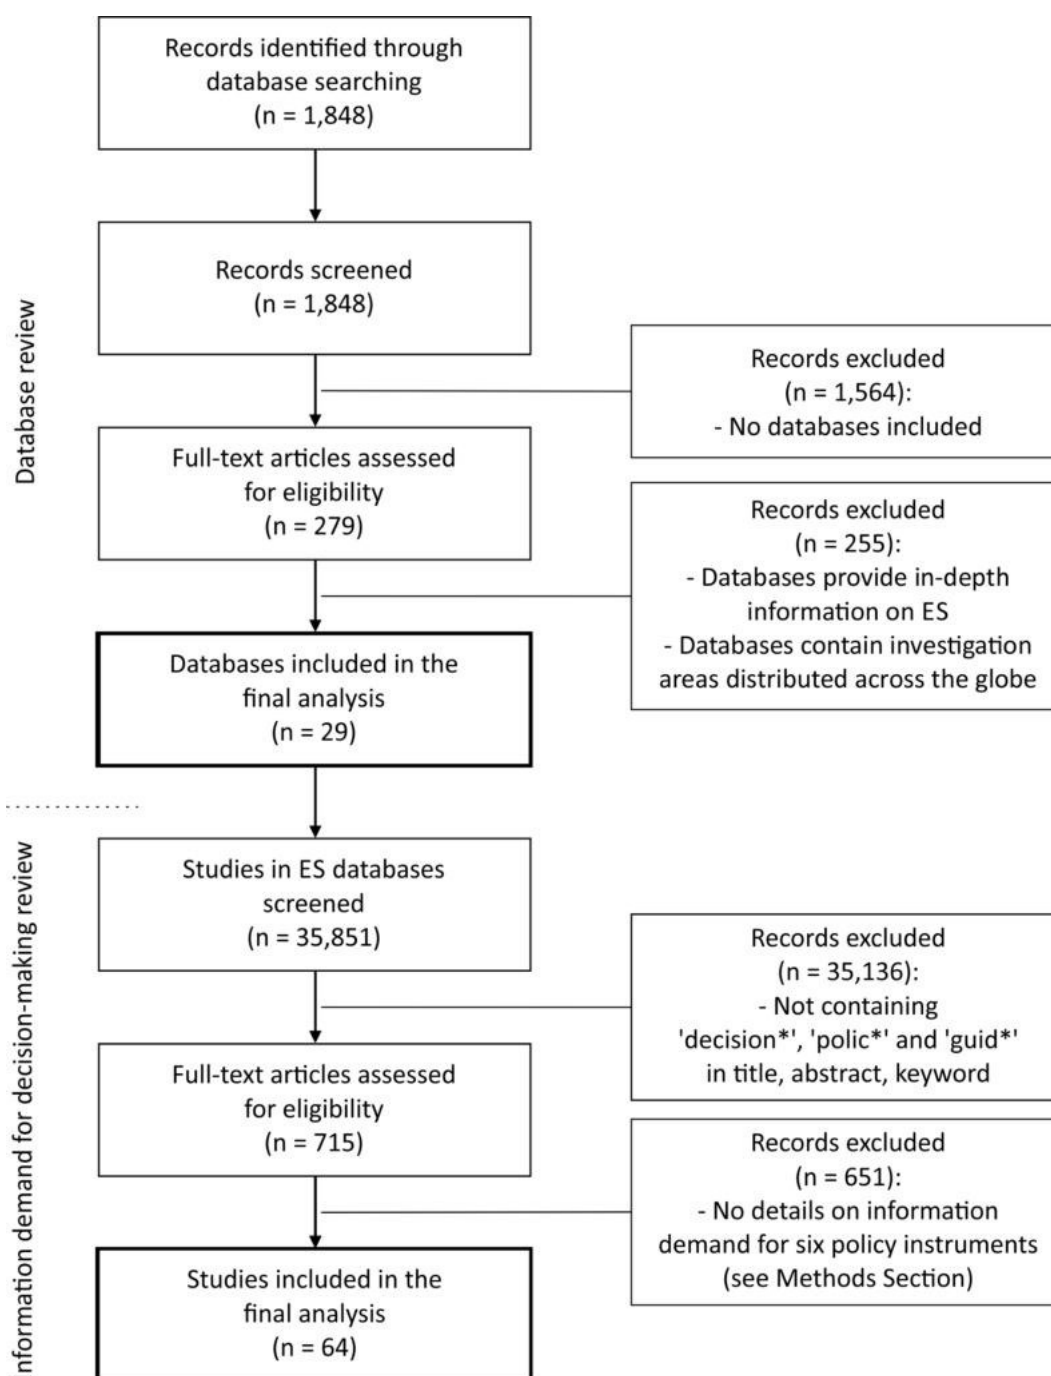 Records identified through
database searching
(n = 1,848)
Records screened
(n = 1,848)
Database review
Records excluded
(n = 1,564):
- No databases included
Full-text articles assessed
for eligibility
(n = 279)
Records excluded
(n = 255):
- Databases provide in-depth
information on ES
- Databases contain investigation
areas distributed across the globe
Databases included in the
final analysis
(n = 29)
Studies in ES databases
screened
(n = 35,851)
nformation demand for decision-making review
Records excluded
(n = 35,136):
- Not containing
'decision*', 'polic*' and 'guid*'
in title, abstract, keyword
Full-text articles assessed
for eligibility
(n = 715)
Records excluded
(n = 651):
- No details on information
demand for six policy instruments
(see Methods Section)
Studies included in the
final analysis
(n = 64)